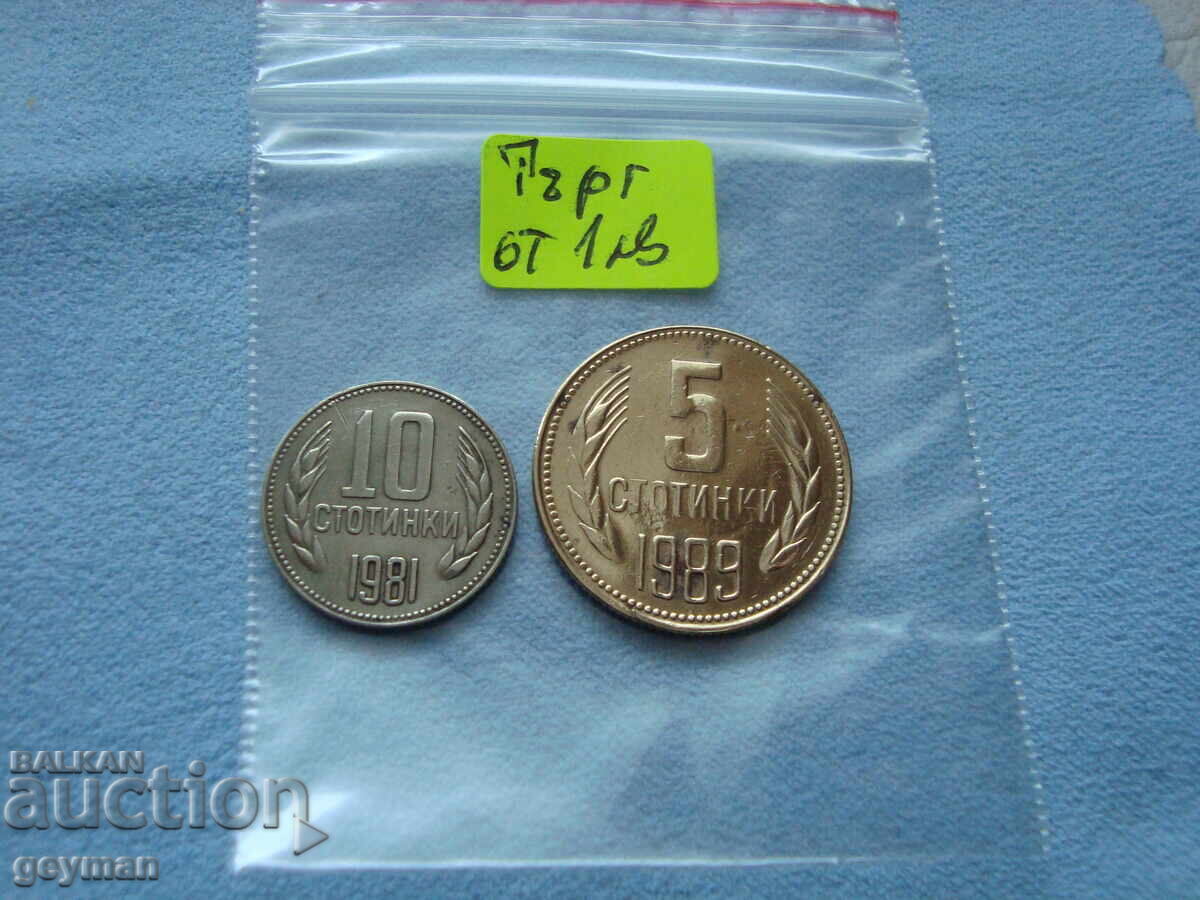 Търг
от 1лв
10
СТОТИНКИ
1981
5
СТОТИНКИ
1989
BALKAN
auction
geyman